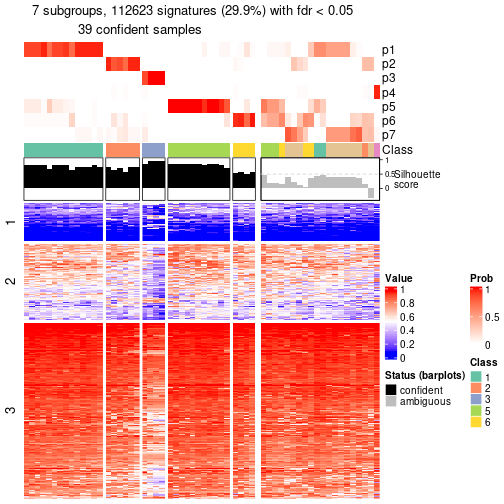 7 subgroups, 112623 signatures (29.9%) with fdr < 0.05
39 confident samples
p1
p2
p3
p4
p5
p6
p7
Class
1
0.5
0
Silhouette
score
1
2
3
Value
1
0.8
0.6
0.4
0.2
0
Status (barplots)
confident
ambiguous
Prob
1
0.5
0
Class
1
2
3
5
6